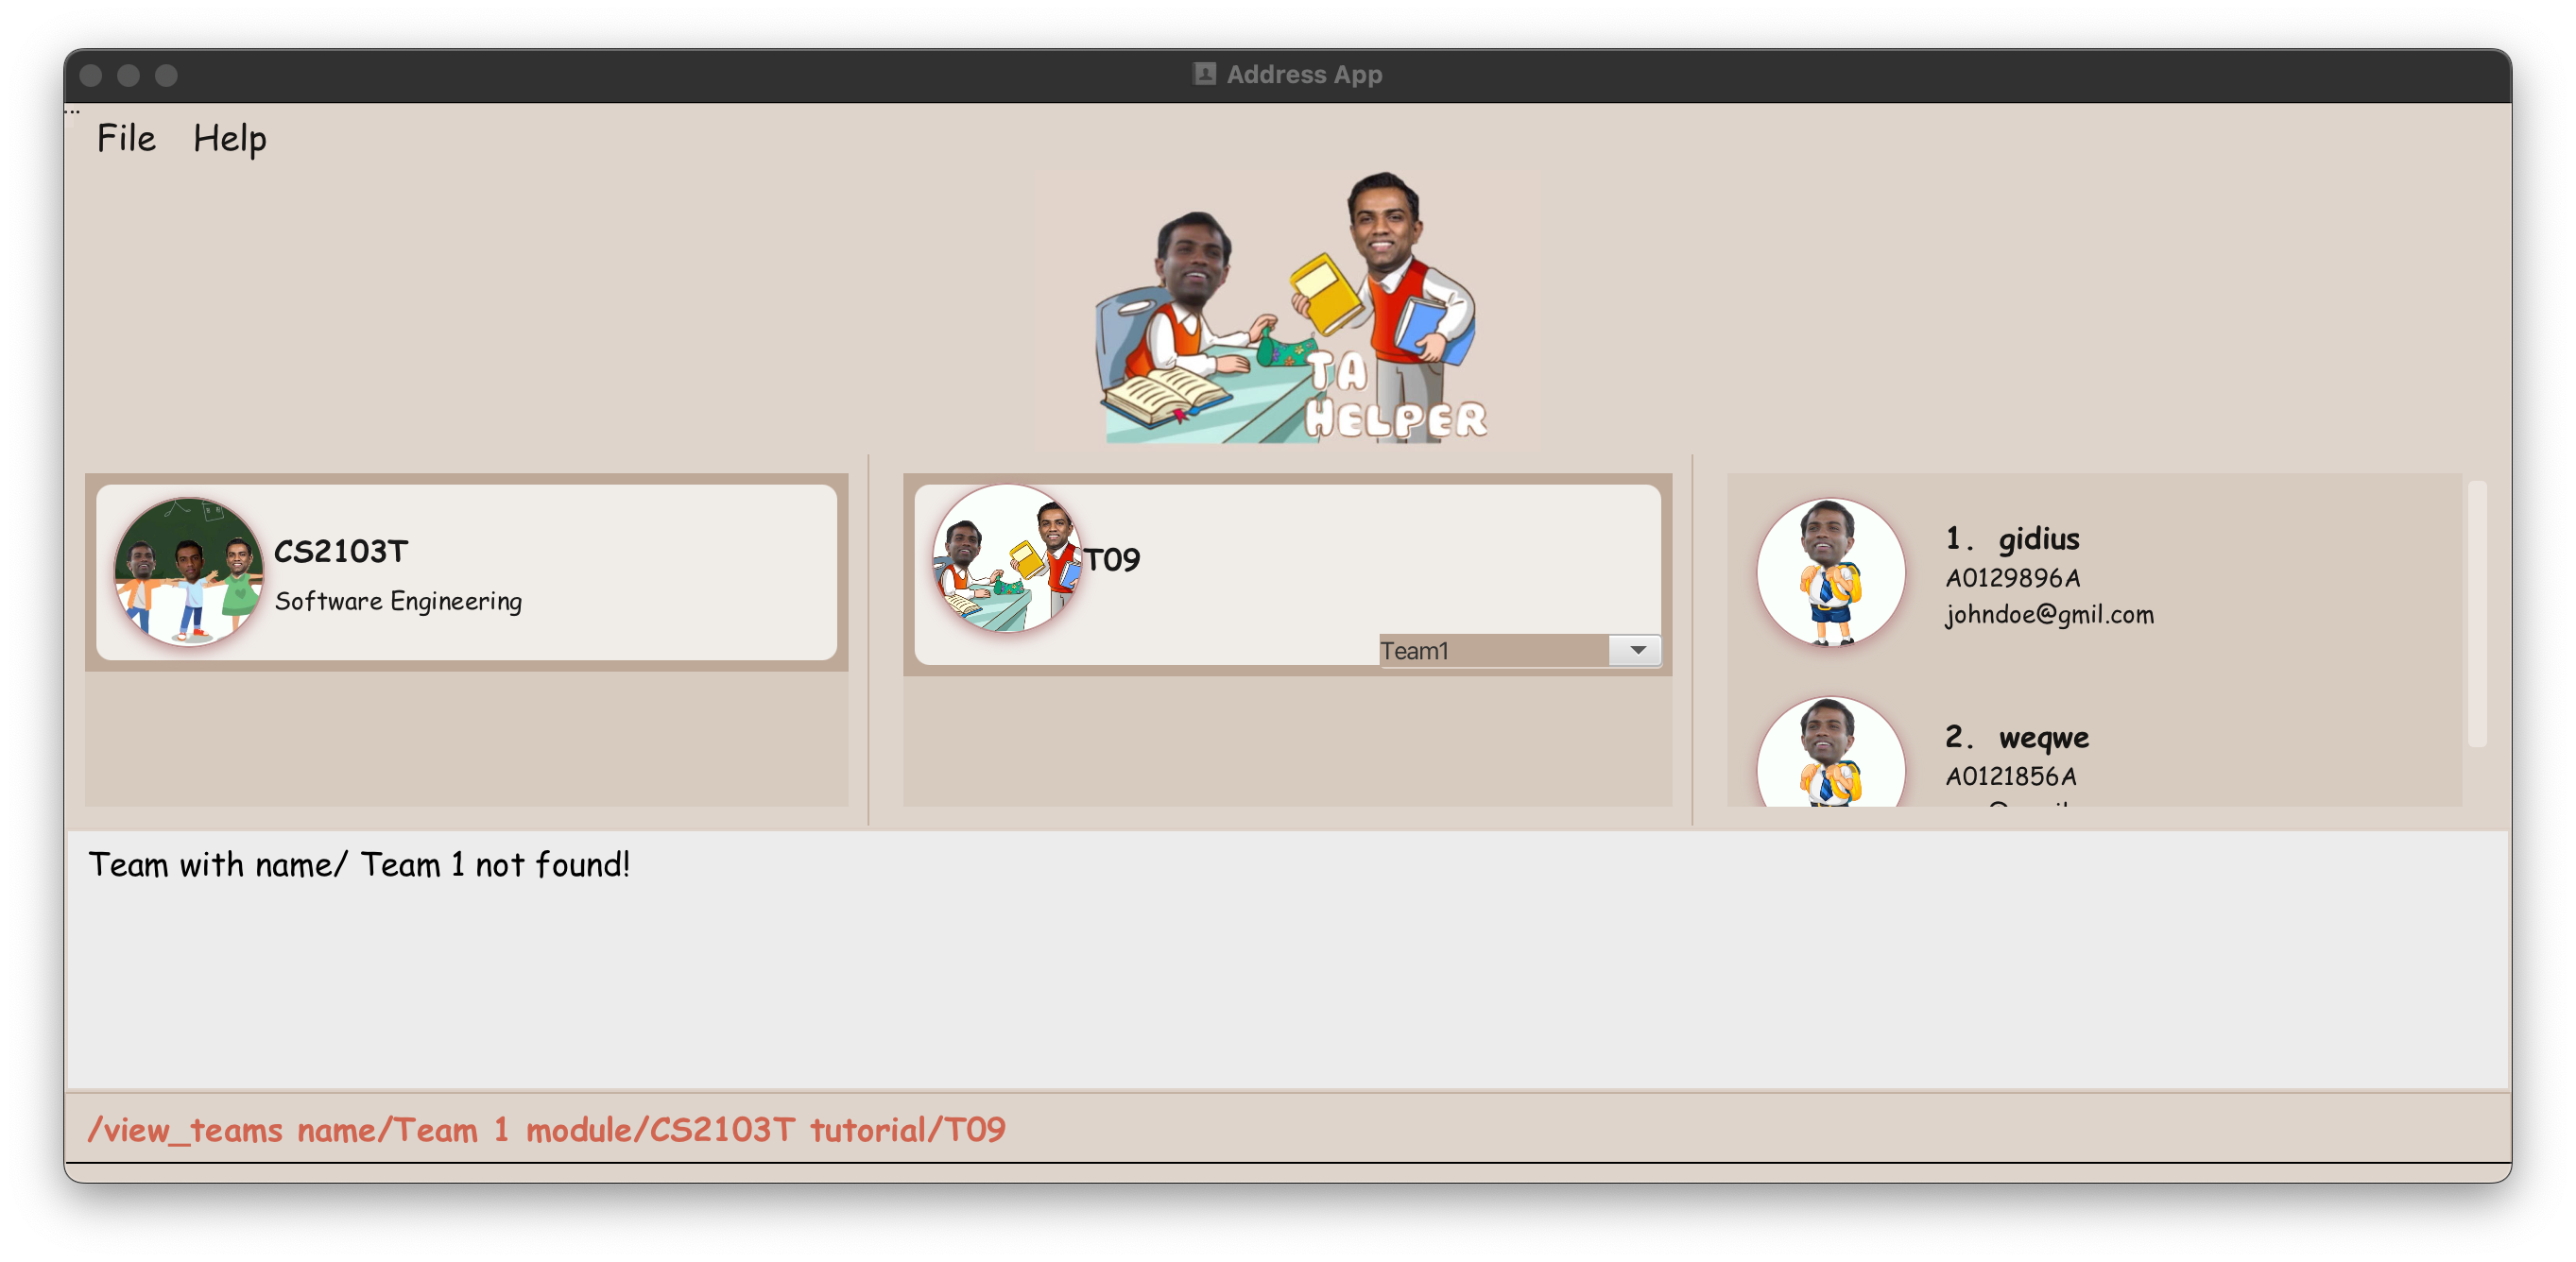 Address App
File Help
TA
HELPER
CS2103T
Software Engineering
T09
Team1
1. gidius
A0129896A
johndoe@gmil.com
2. weqwe
A0121856A
Team with name/ Team 1 not found!
/view_teams name/Team 1 module/CS2103T tutorial/T09